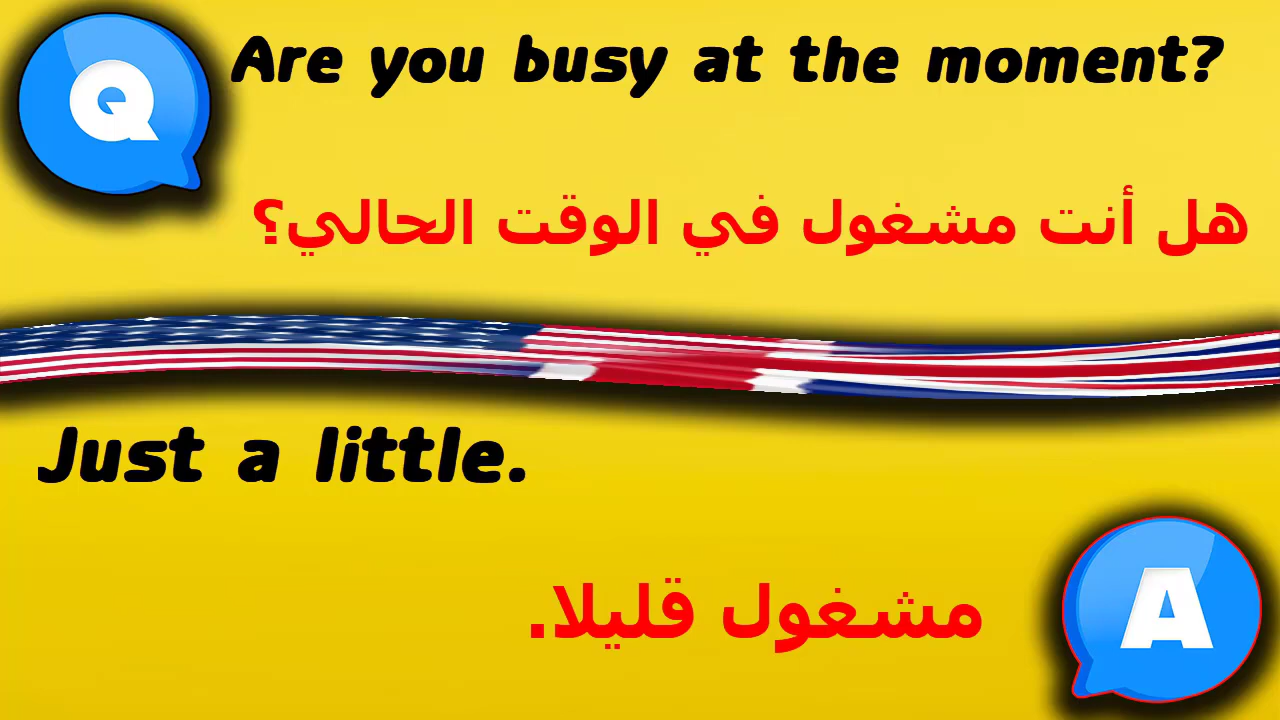 Q
Are you busy at the moment?
هل أنت مشغول في الوقت الحالي؟
Just a little.
مشغول قليلا.
A